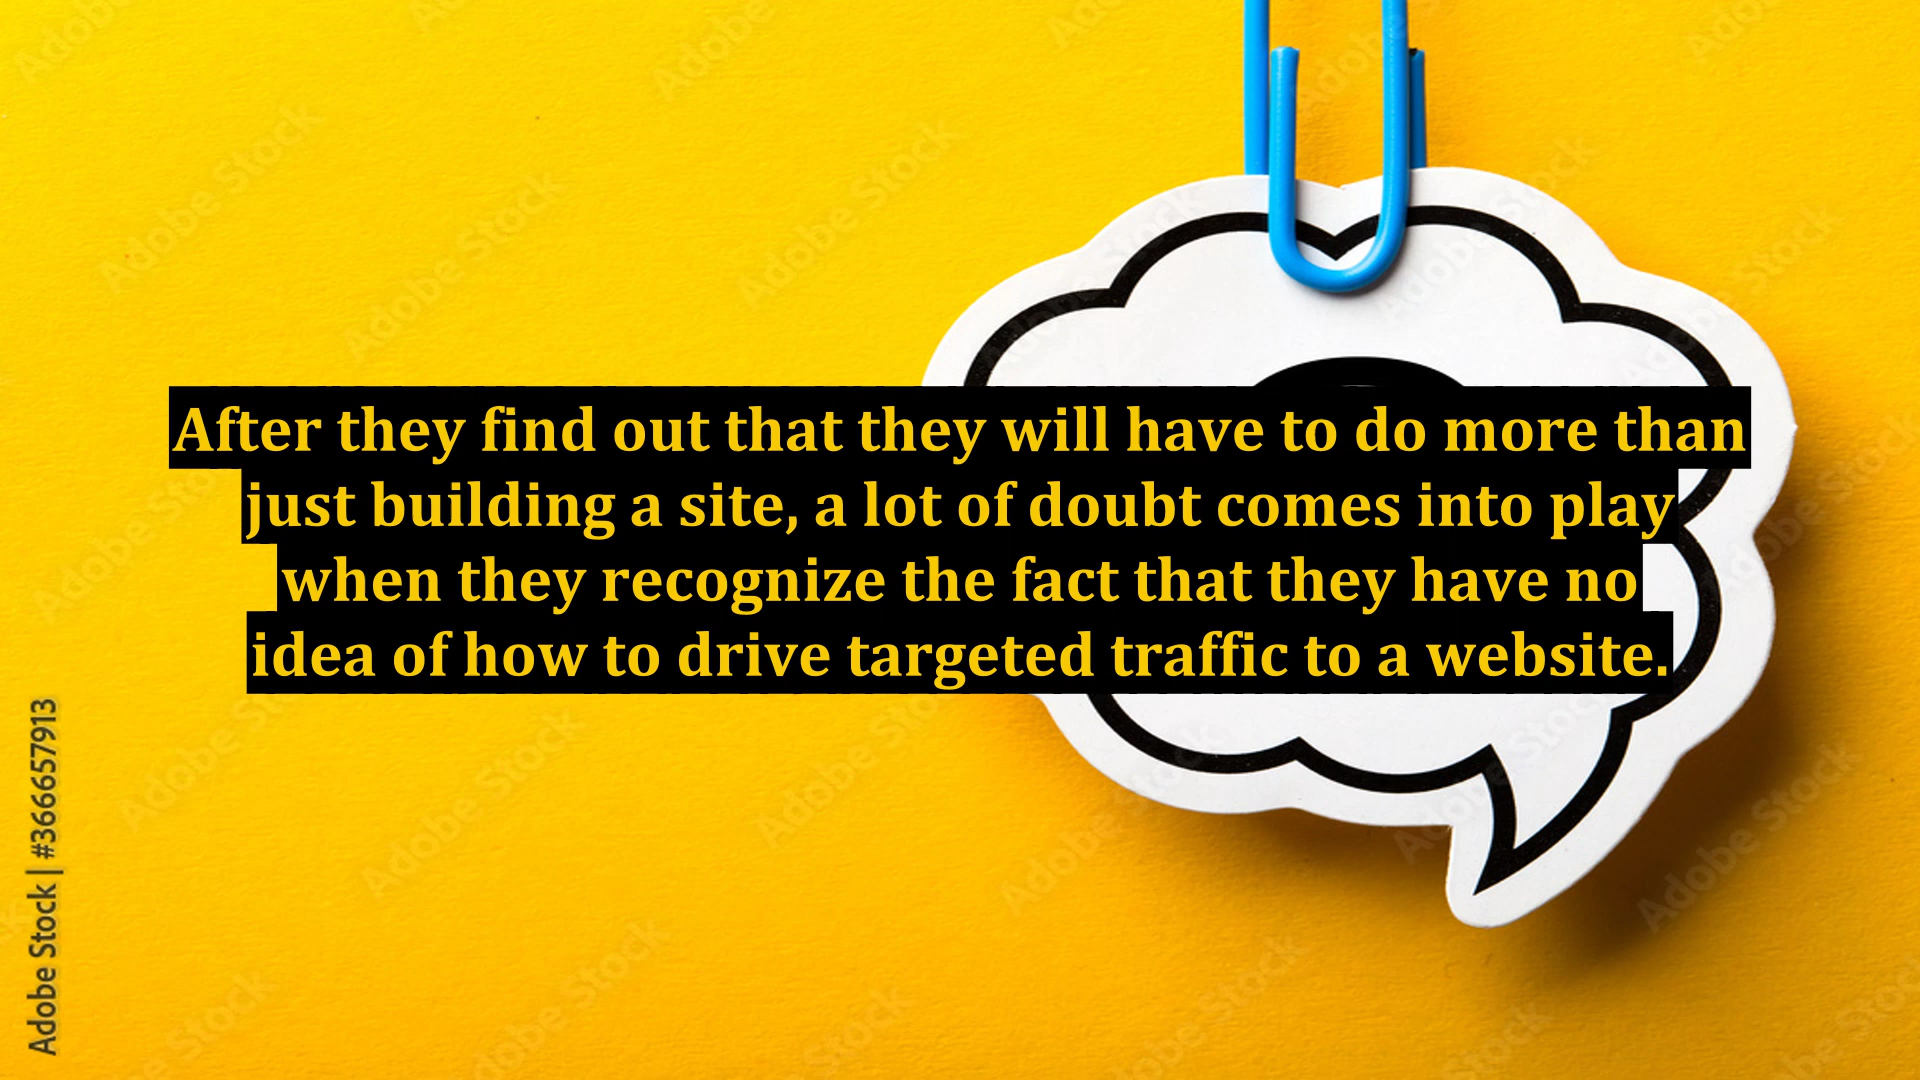 After they find out that they will have to do more than
just building a site, a lot of doubt comes into play
when they recognize the fact that they have no
idea of how to drive targeted traffic to a website.
Adobe Stock | #366657913
Adobe Stock